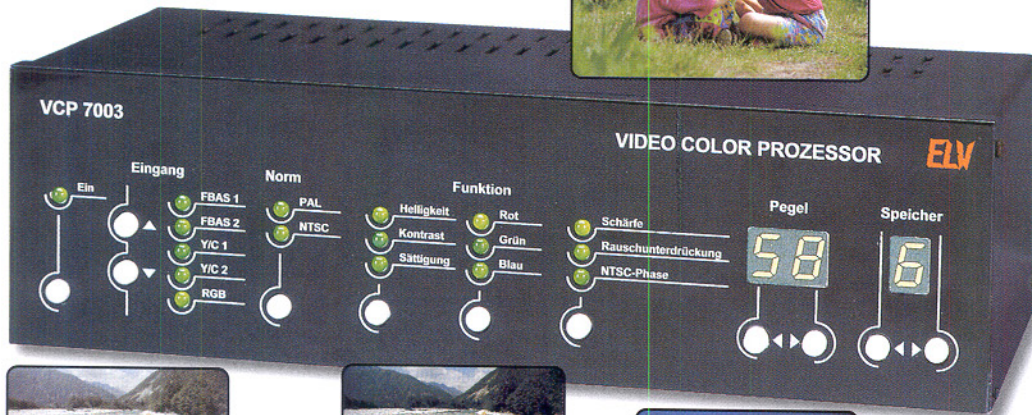 VCP 7003
VIDEO COLOR PROZESSOR
ELV
Ein
Eingang
FBAS 1
FBAS 2
Y/C 1
Y/C 2
RGB
Norm
PAL
NTSC
Funktion
Helligkeit
Kontrast
Sättigung
Rot
Grün
Blau
Schärfe
Rauschunterdrückung
NTSC-Phase
Pegel
58
Speicher
6